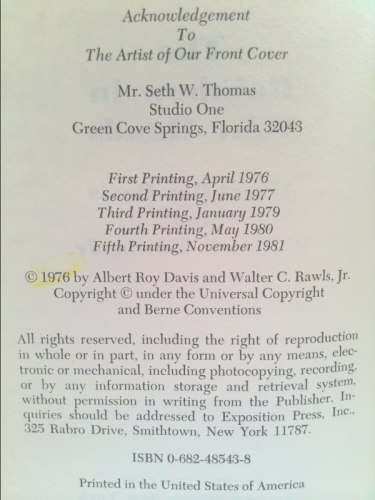 Acknowledgement
To
The Artist of Our Front Cover
Mr. Seth W. Thomas
Studio One
Green Cove Springs, Florida 32043
First Printing, April 1976
Second Printing, June 1977
Third Printing, January 1979
Fourth Printing, May 1980
Fifth Printing, November 1981
© 1976 by Albert Roy Davis and Walter C. Rawls, Jr.
Copyright © under the Universal Copyright
and Berne Conventions
All rights reserved, including the right of reproduction
in whole or in part, in any form or by any means, elec-
tronic or mechanical, including photocopying, recording,
or by any information storage and retrieval system,
without permission in writing from the Publisher. In-
quiries should be addressed to Exposition Press, Inc.,
325 Rabro Drive, Smithtown, New York 11787.
ISBN 0-682-48543-8
Printed in the United States of America